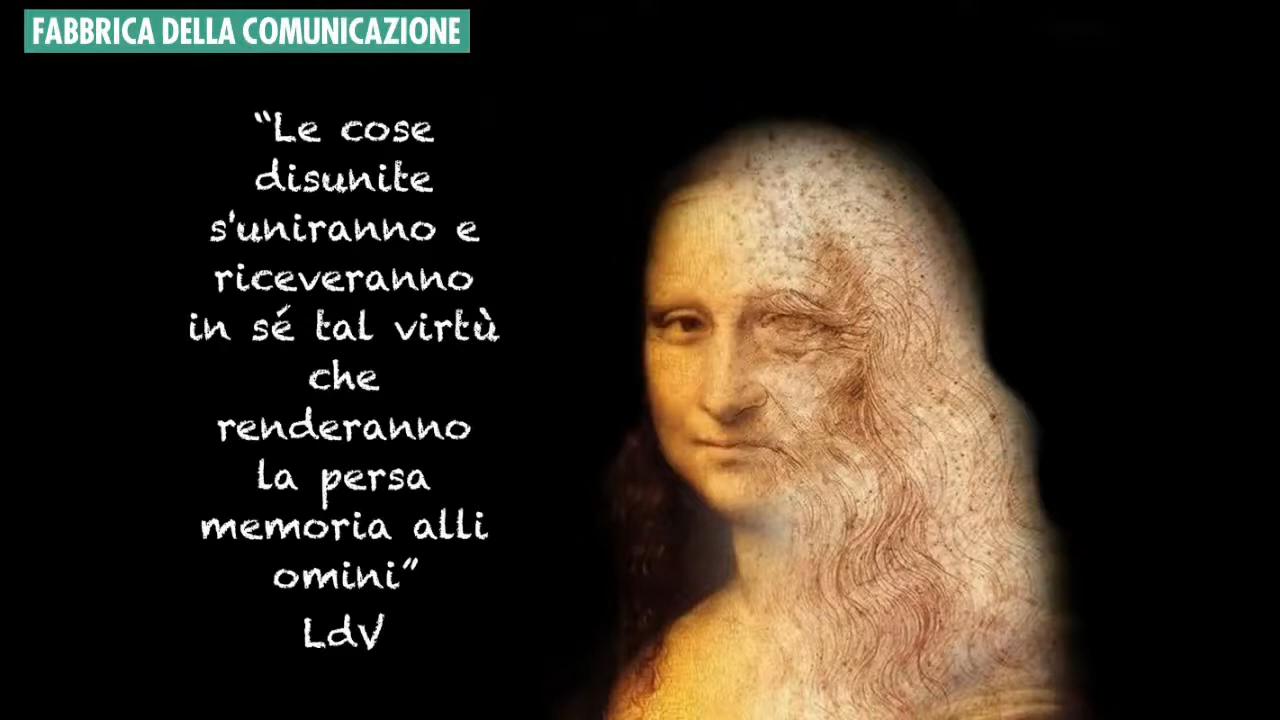 FABBRICA DELLA COMUNICAZIONE
“Le cose
disunite
s'uniranno e
riceveranno
in sé tal virtù
che
renderanno
la persa
memoria alli
omini”
LdV